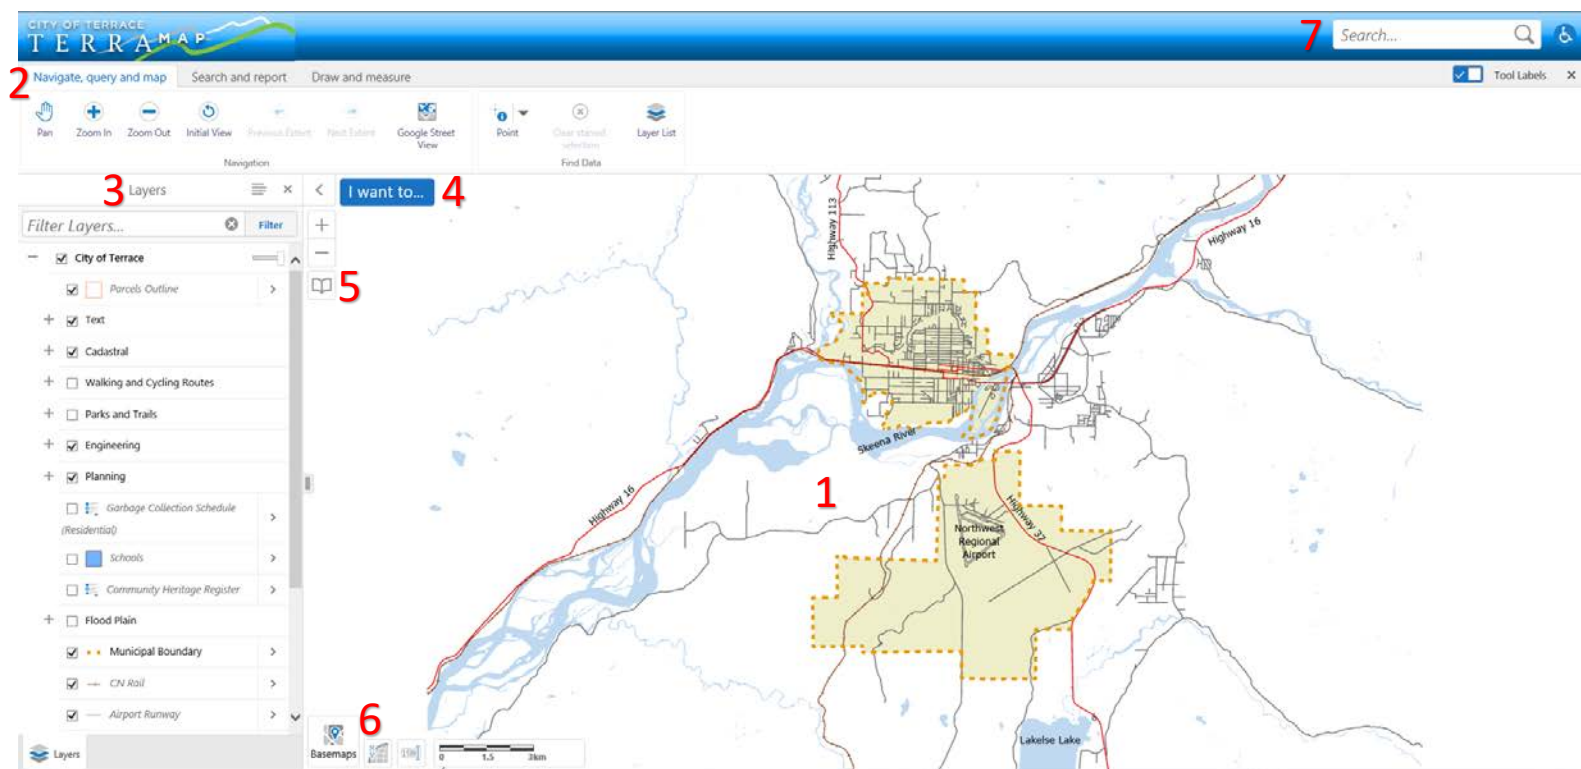 CITY OF TERRACE
TERRAMAP
7
Search...
2
Navigate, query and map
Search and report
Draw and measure
Tool Labels
Pan
Zoom In
Zoom Out
Initial View
Previous Extent
Next Extent
Google Street View
Point
Clear stored selection
Layer List
Navigation
Find Data
3
Layers
I want to...
4
Filter Layers...
Filter
City of Terrace
Parcels Outline
5
Text
Cadastral
Walking and Cycling Routes
Parks and Trails
Engineering
Planning
Garbage Collection Schedule
(Residential)
Schools
Community Heritage Register
Flood Plain
Municipal Boundary
CN Rail
Airport Runway
Layers
Highway 113
Highway 16
Skeena River
1
Highway 16
Highway 37
Northwest
Regional
Airport
Lakelse Lake
6
Basemaps
0 1.5 3km